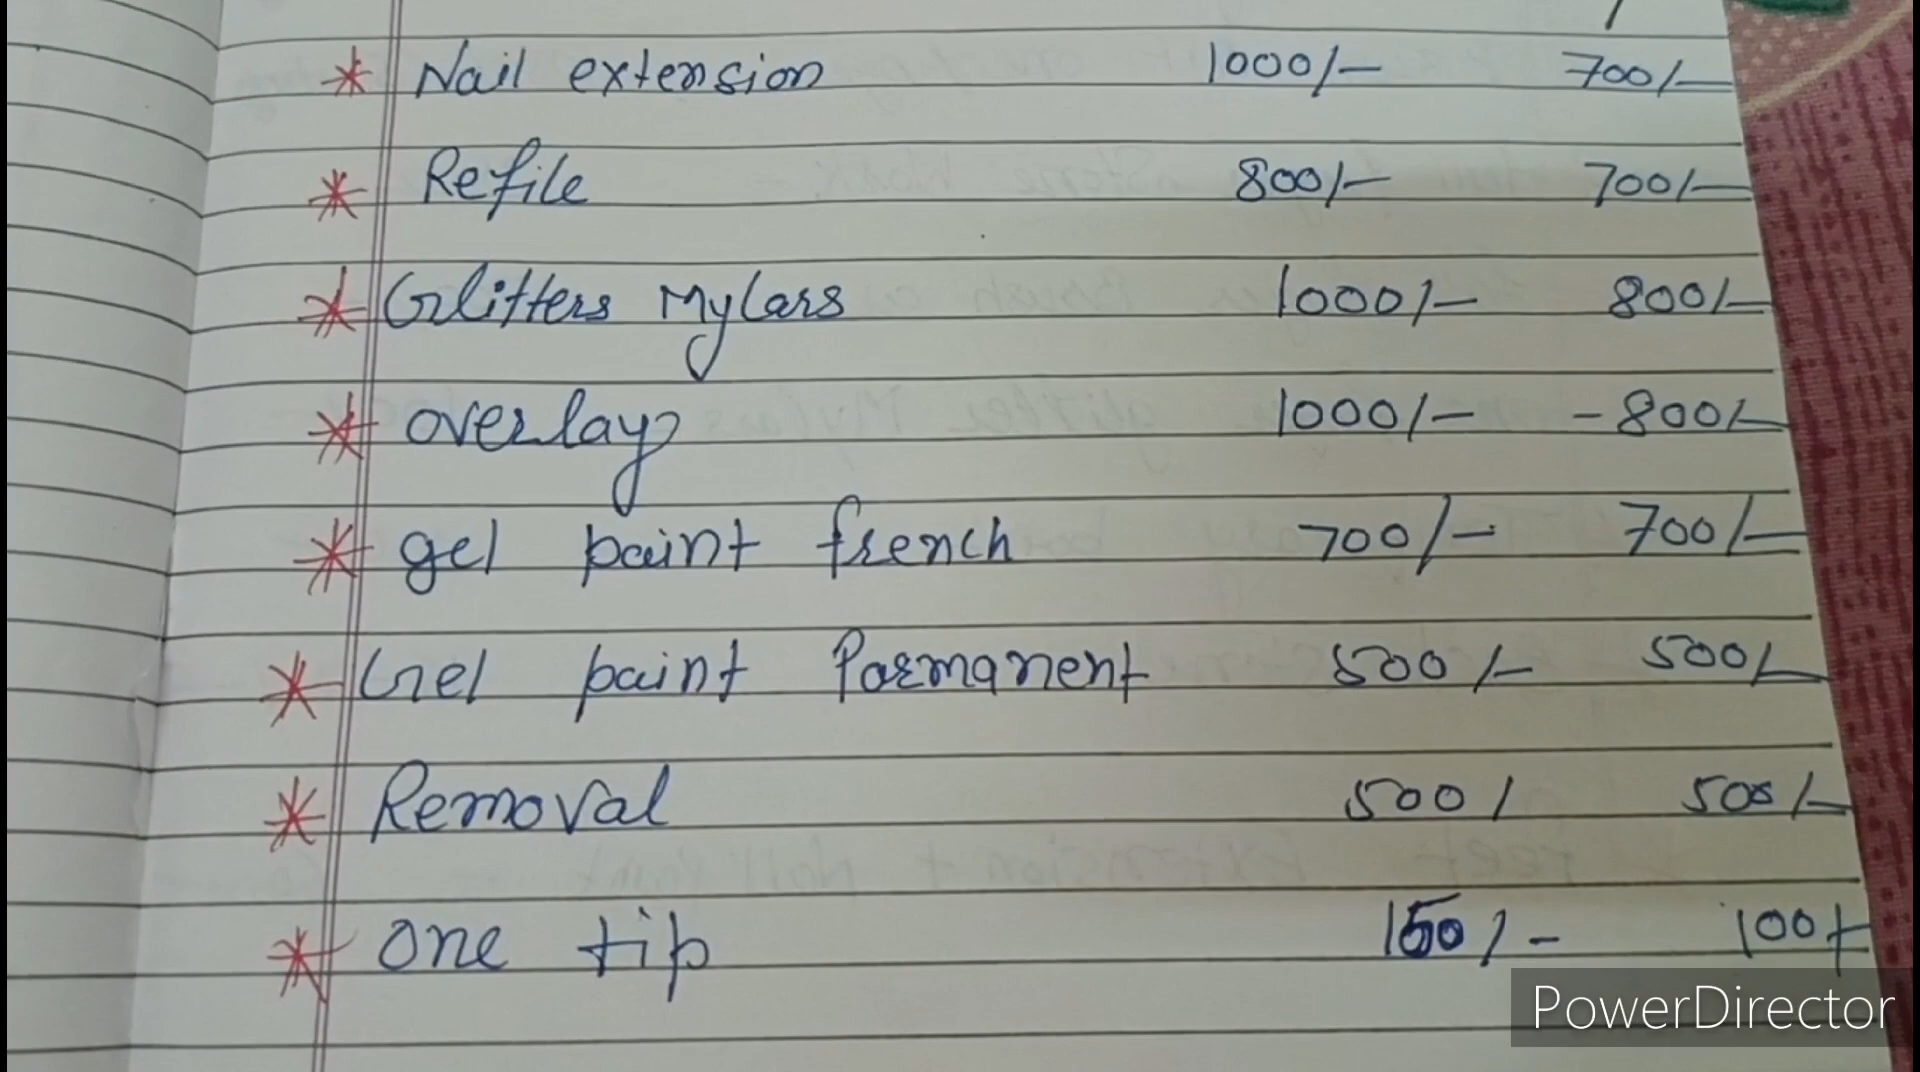 * Nail extension 1000/- 700/-
* Refile 800/- 700/-
* Glitters Mylars 1000/- 800/-
* overlay 1000/- - 800/-
* gel paint french 700/- 700/-
* Gel paint Parmanent 500/- 500/-
* Removal 500/ 500/-
* one tip 150/- 100/-
PowerDirector